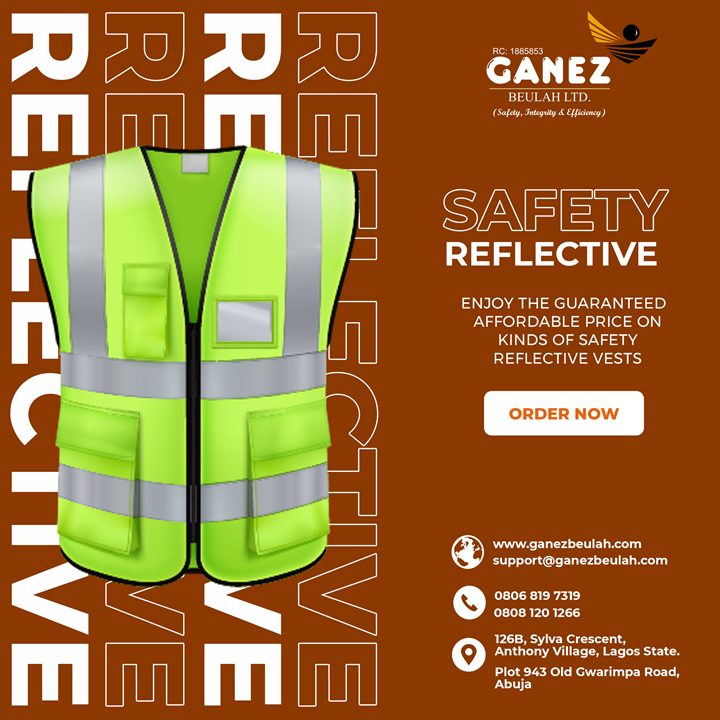 REFLECTIVE
REFLECTIVE
REFLECTIVE
REFLECTIVE
RC: 1885853
GANEZ
BEULAH LTD.
(Safety, Integrity & Efficiency)
SAFETY
REFLECTIVE
ENJOY THE GUARANTEED
AFFORDABLE PRICE ON
KINDS OF SAFETY
REFLECTIVE VESTS
ORDER NOW
www.ganezbeulah.com
support@ganezbeulah.com
0806 819 7319
0808 120 1266
126B, Sylva Crescent,
Anthony Village, Lagos State.
Plot 943 Old Gwarimpa Road,
Abuja